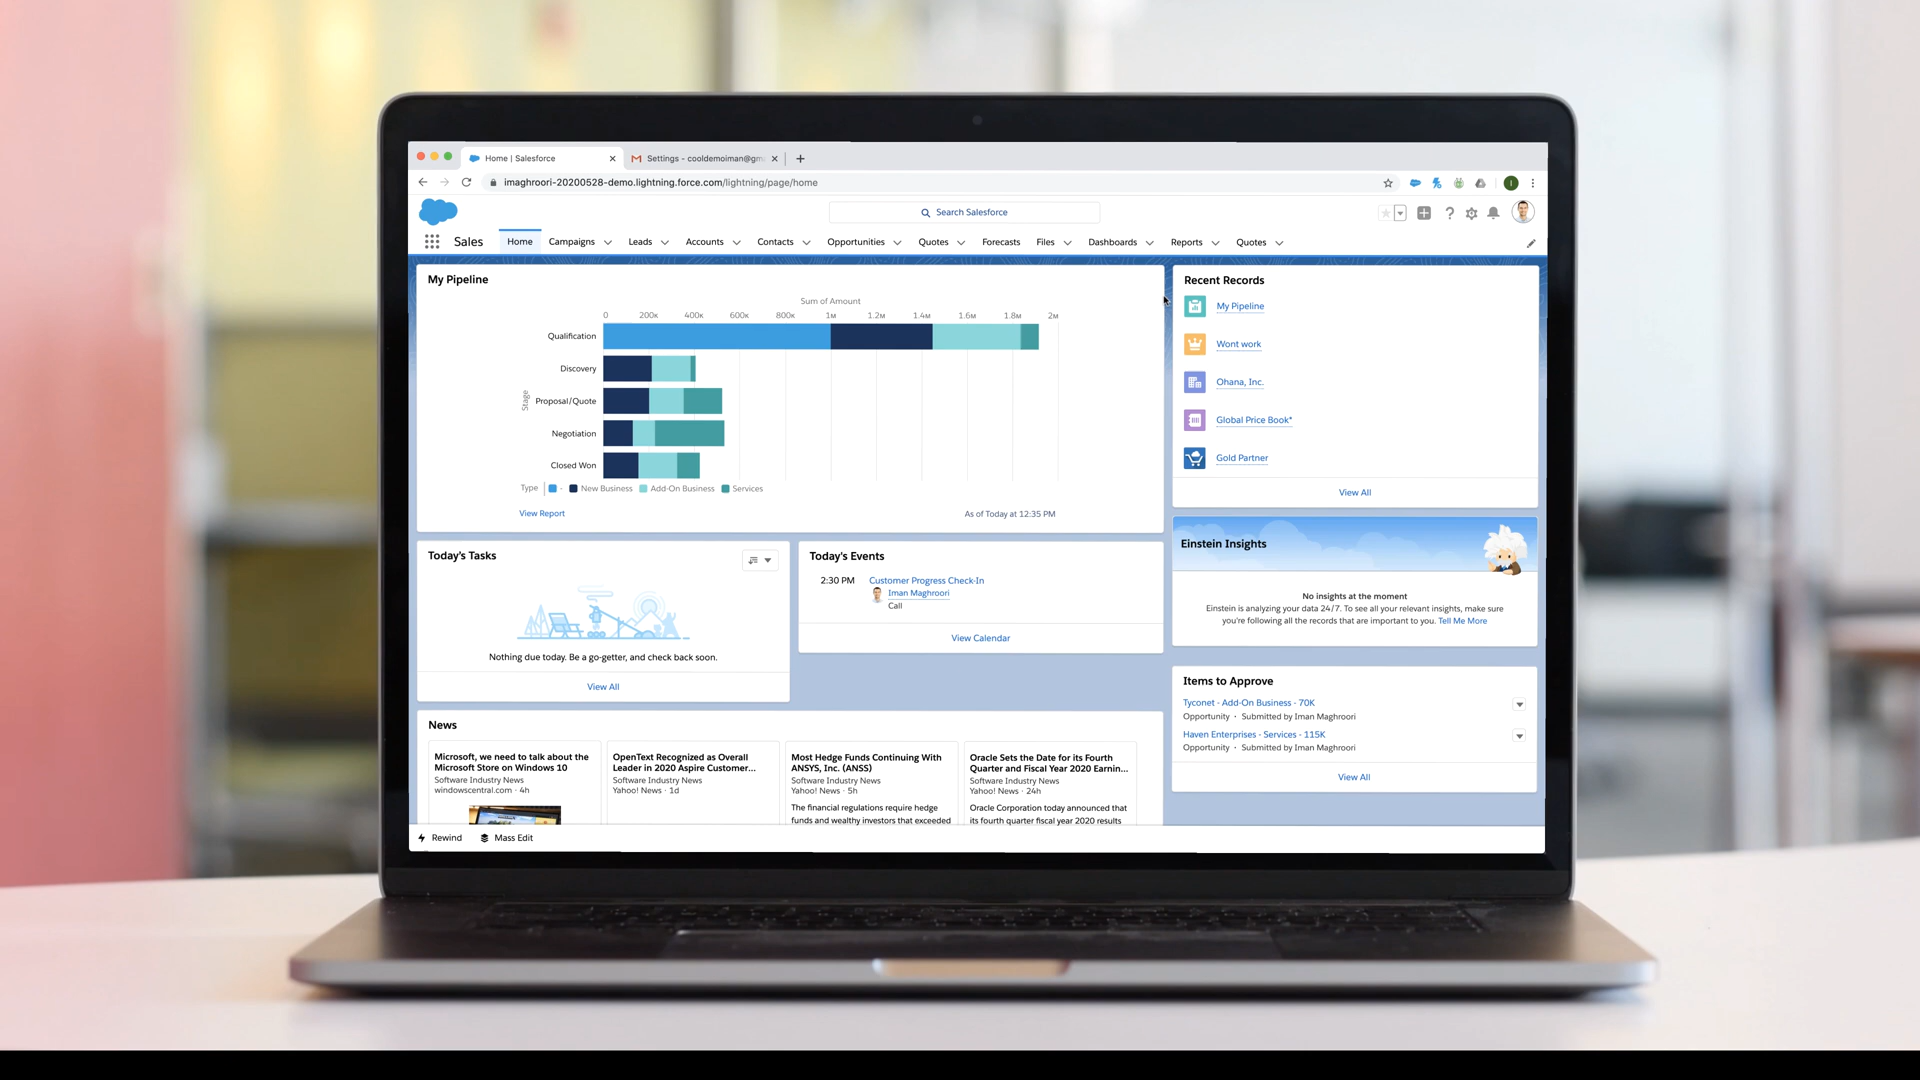 Home | Salesforce
Settings - cooldemoiman@gm
imaghroori-20200528-demo.lightning.force.com/lightning/page/home
Search Salesforce
Sales Home Campaigns Leads Accounts Contacts Opportunities Quotes Forecasts Files Dashboards Reports Quotes
My Pipeline
Sum of Amount
0 200K 400K 600K 800K 1M 1.2M 1.4M 1.6M 1.8M 2M
Stage
Qualification
Discovery
Proposal/Quote
Negotiation
Closed Won
Type - New Business Add-On Business Services
View Report
As of Today at 12:35 PM
Recent Records
My Pipeline
Wont work
Ohana, Inc.
Global Price Book*
Gold Partner
View All
Today's Tasks
Nothing due today. Be a go-getter, and check back soon.
View All
Today's Events
2:30 PM Customer Progress Check-In
Iman Maghroori
Call
View Calendar
Einstein Insights
No insights at the moment
Einstein is analyzing your data 24/7. To see all your relevant insights, make sure
you're following all the records that are important to you. Tell Me More
Items to Approve
Tyconet - Add-On Business - 70K
Opportunity • Submitted by Iman Maghroori
Haven Enterprises - Services - 115K
Opportunity • Submitted by Iman Maghroori
View All
News
Microsoft, we need to talk about the
Microsoft Store on Windows 10
Software Industry News
windowscentral.com · 4h
OpenText Recognized as Overall
Leader in 2020 Aspire Customer...
Software Industry News
Yahoo! News · 1d
Most Hedge Funds Continuing With
ANSYS, Inc. (ANSS)
Software Industry News
Yahoo! News · 5h
The financial regulations require hedge
funds and wealthy investors that exceeded
Oracle Sets the Date for its Fourth
Quarter and Fiscal Year 2020 Earnin...
Software Industry News
Yahoo! News · 24h
Oracle Corporation today announced that
its fourth quarter fiscal year 2020 results
Rewind Mass Edit